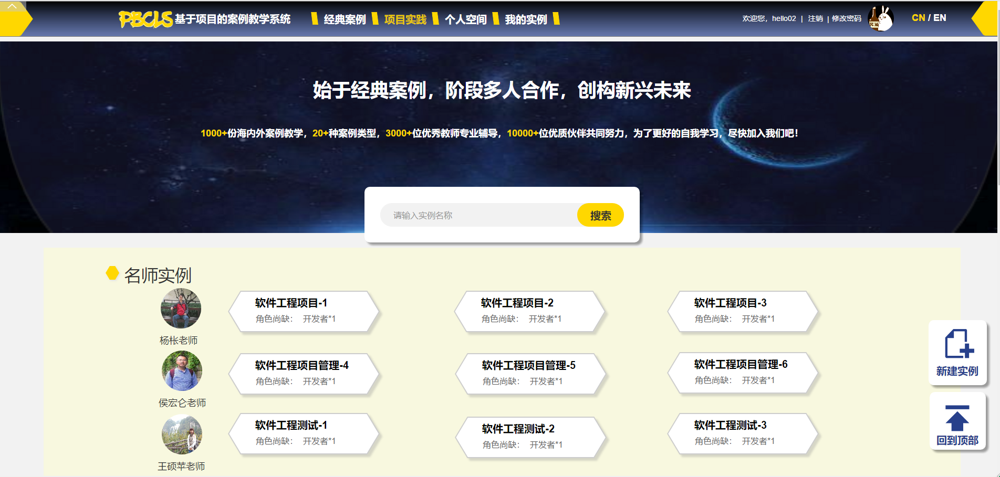 PBCLS 基于项目的案例教学系统 经典案例 项目实践 个人空间 我的实例 欢迎您，hello02 | 注销 | 修改密码 CN / EN
始于经典案例，阶段多人合作，创构新兴未来
1000+份海内外案例教学，20+种案例类型，3000+位优秀教师专业辅导，10000+位优质伙伴共同努力，为了更好的自我学习，尽快加入我们吧！
请输入实例名称 搜索
名师实例
软件工程项目-1 软件工程项目-2 软件工程项目-3
角色尚缺： 开发者*1 角色尚缺： 开发者*1 角色尚缺： 开发者*1
杨枨老师
软件工程项目管理-4 软件工程项目管理-5 软件工程项目管理-6
角色尚缺： 开发者*1 角色尚缺： 开发者*1 角色尚缺： 开发者*1
新建实例
侯宏仑老师
软件工程测试-1 软件工程测试-2 软件工程测试-3
角色尚缺： 开发者*1 角色尚缺： 开发者*1 角色尚缺： 开发者*1
回到顶部
王硕苹老师